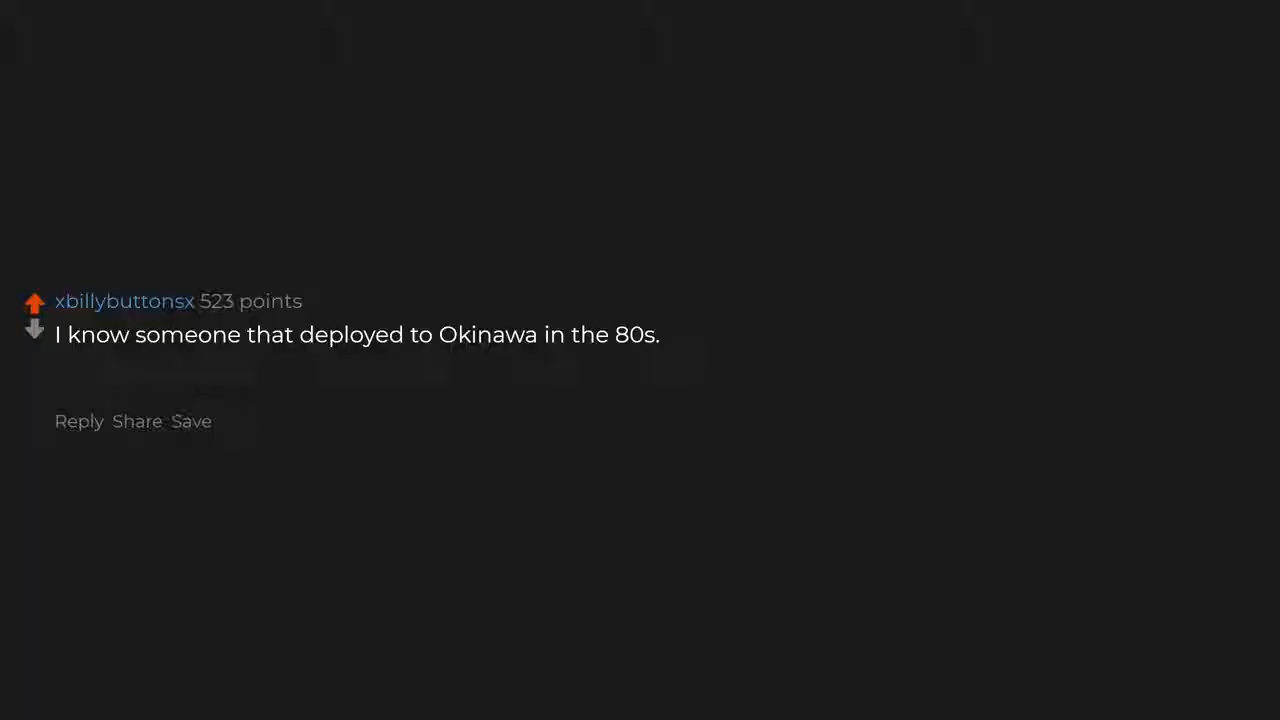 xbillybuttonsx 523 points
I know someone that deployed to Okinawa in the 80s.
Reply Share Save